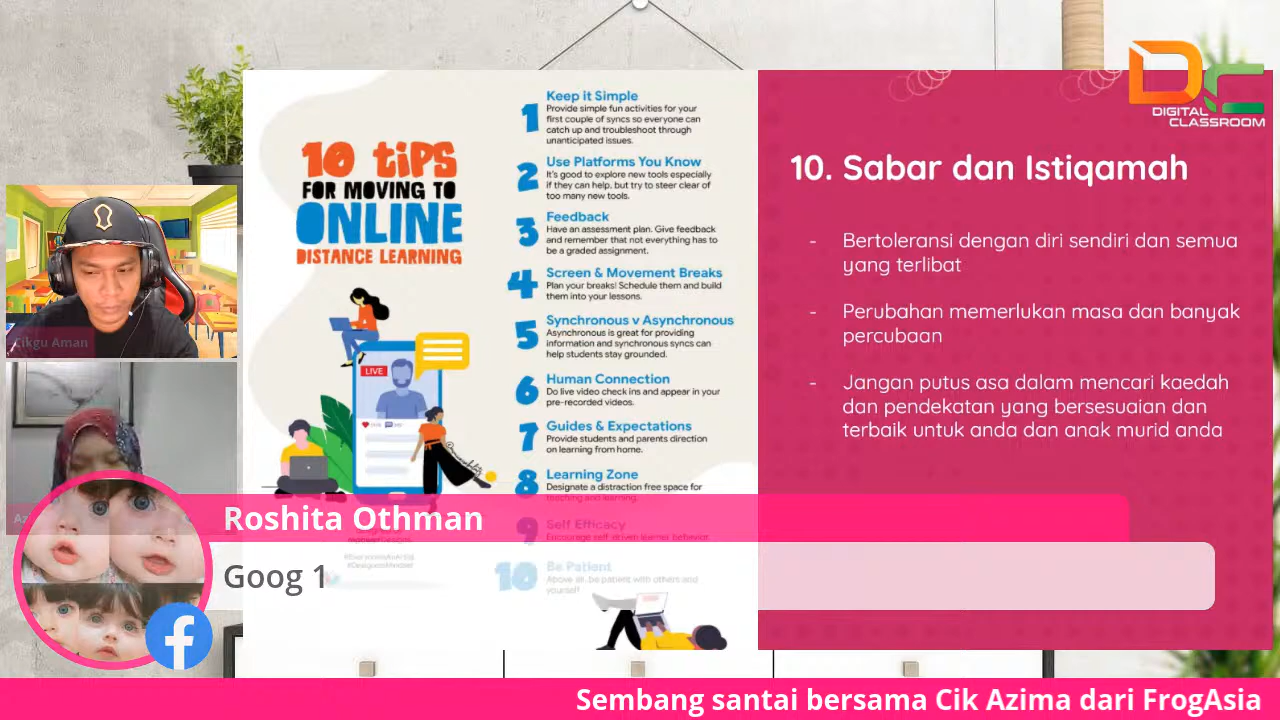 DIGITAL
CLASSROOM
10 TIPS
FOR MOVING TO
ONLINE
DISTANCE LEARNING
LIVE
1 Keep it Simple
Provide simple fun activities for your
first couple of syncs so everyone can
catch up and troubleshoot through
unanticipated issues.
2 Use Platforms You Know
It's good to explore new tools especially
if they can help, but try to steer clear of
too many new tools.
3 Feedback
Have an assessment plan. Give feedback
and remember that not everything has to
be a graded assignment.
4 Screen & Movement Breaks
Plan your breaks! Schedule them and build
them into your lessons.
5 Synchronous v Asynchronous
Asynchronous is great for providing
information and synchronous syncs can
help students stay grounded.
6 Human Connection
Do live video check ins and appear in your
pre-recorded videos.
7 Guides & Expectations
Provide students and parents direction
on learning from home.
8 Learning Zone
Designate a distraction free space for
teaching and learning.
9 Self Efficacy
Encourage self driven learner behavior.
10 Be Patient
Above all, be patient with others and
yourself!
10. Sabar dan Istiqamah
- Bertoleransi dengan diri sendiri dan semua
yang terlibat
- Perubahan memerlukan masa dan banyak
percubaan
- Jangan putus asa dalam mencari kaedah
dan pendekatan yang bersesuaian dan
terbaik untuk anda dan anak murid anda
Cikgu Aman
Roshita Othman
Goog 1
Sembang santai bersama Cik Azima dari FrogAsia